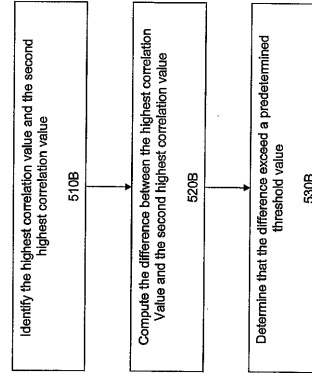 Identify the highest correlation value and the second
highest correlation value
510B
Compute the difference between the highest correlation
Value and the second highest correlation value
520B
Determine that the difference exceed a predetermined
threshold value
530B